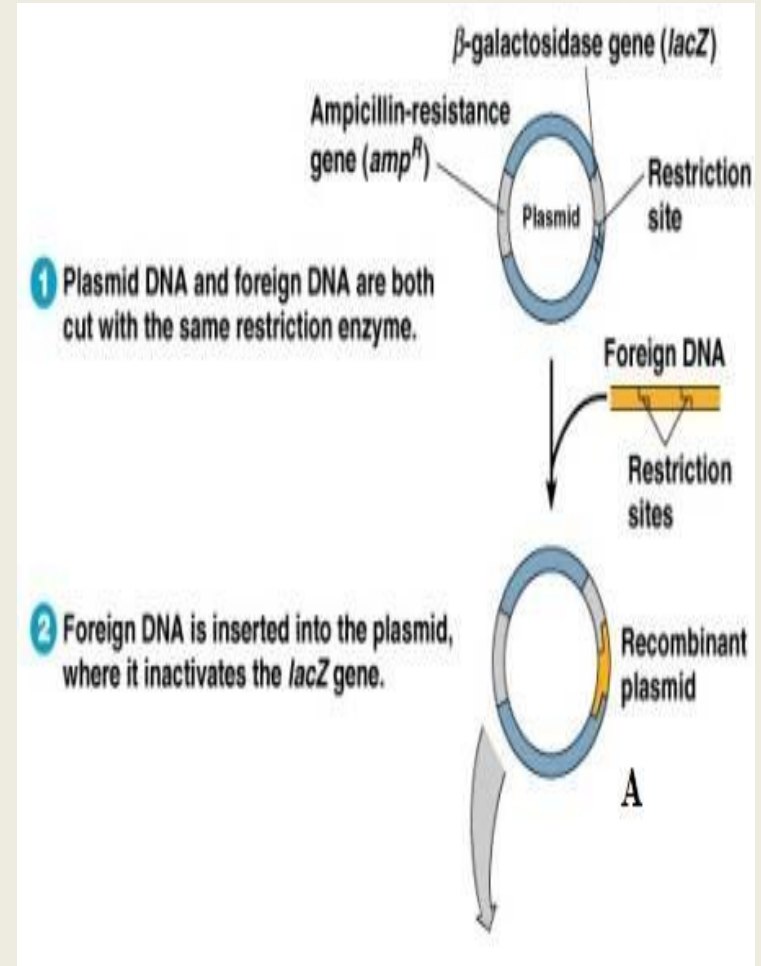 β-galactosidase gene (lacZ)
Ampicillin-resistance
gene (ampR)
Restriction
site
Plasmid
1 Plasmid DNA and foreign DNA are both
cut with the same restriction enzyme.
Foreign DNA
Restriction
sites
2 Foreign DNA is inserted into the plasmid,
where it inactivates the lacZ gene.
Recombinant
plasmid
A